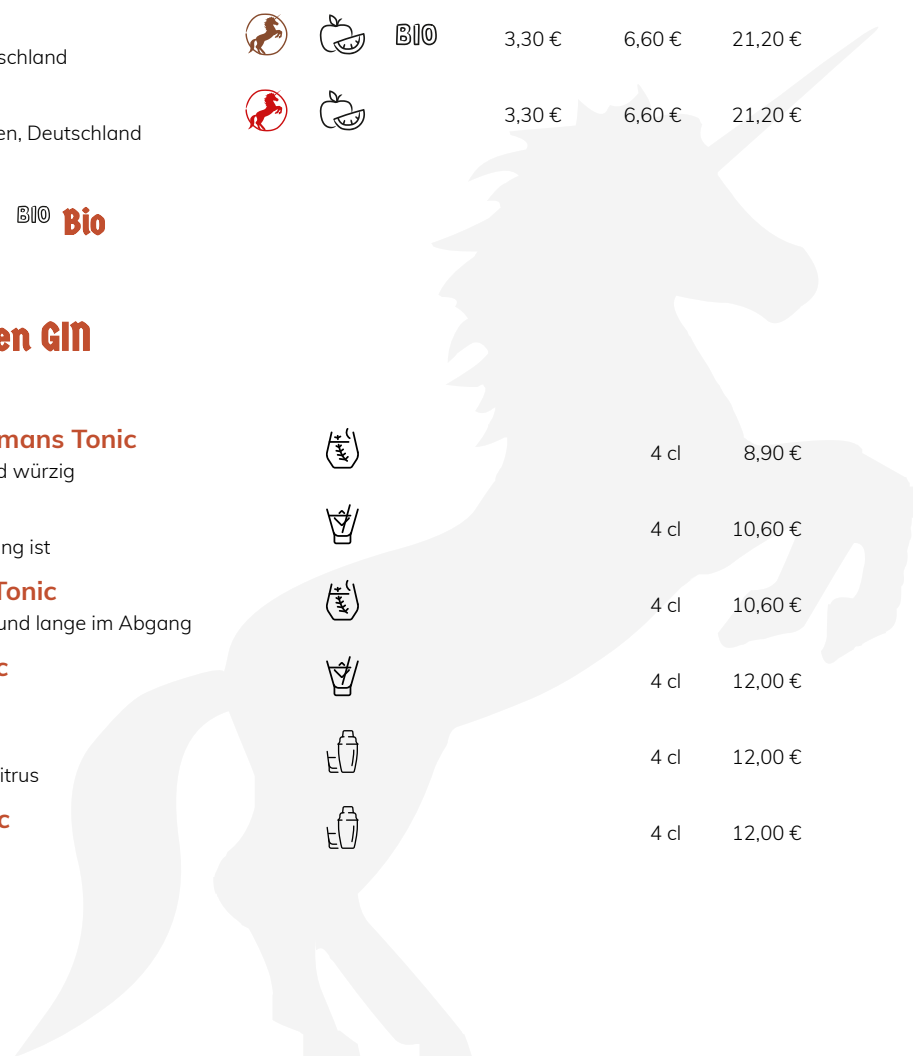 schland BIO 3,30 € 6,60 € 21,20 €
en, Deutschland 3,30 € 6,60 € 21,20 €
BIO Bio
en GIN
mans Tonic
d würzig 4 cl 8,90 €
ng ist 4 cl 10,60 €
Tonic
und lange im Abgang 4 cl 10,60 €
c
4 cl 12,00 €
itrus 4 cl 12,00 €
c
4 cl 12,00 €